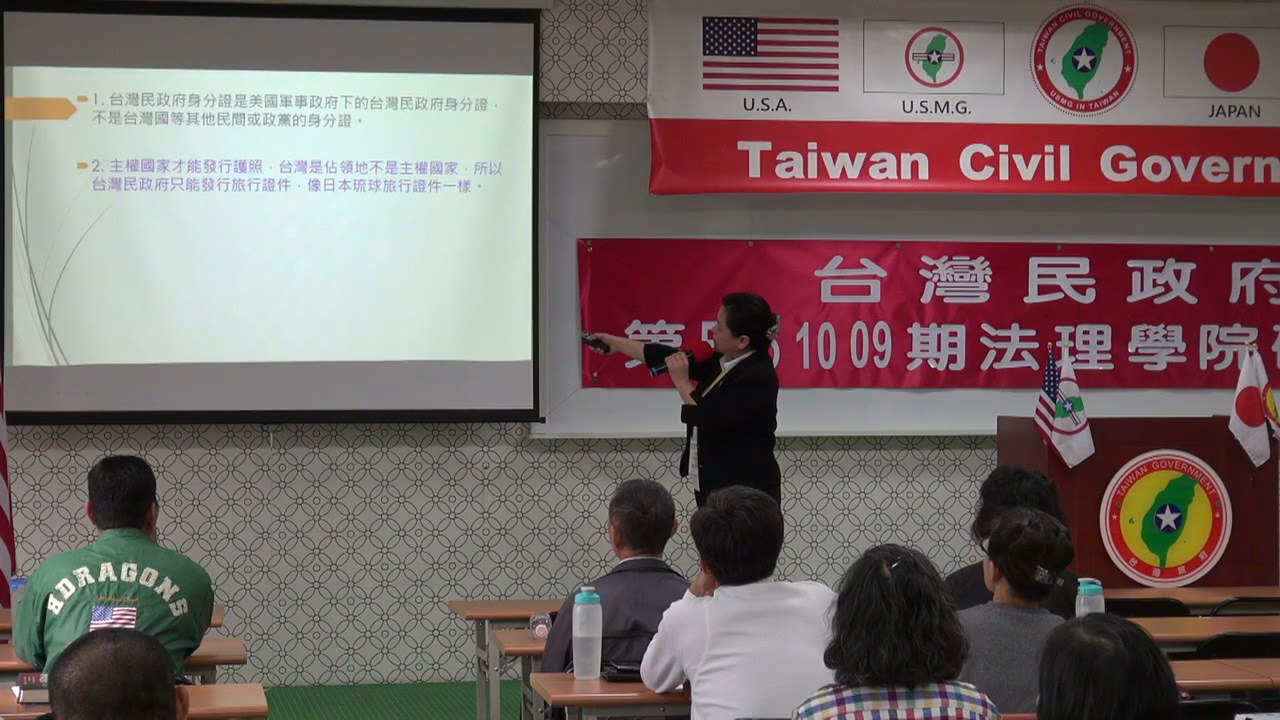 1. 台灣民政府身分證是美國軍事政府下的台灣民政府身分證，
不是台灣國等其他民間或政黨的身分證。
2. 主權國家才能發行護照，台灣是佔領地不是主權國家，所以
台灣民政府只能發行旅行證件，像日本琉球旅行證件一樣。
U.S.A.
U.S.M.G.
TAIWAN CIVIL GOVERNMENT
USMG IN TAIWAN
JAPAN
Taiwan Civil Govern
台灣民政府
第 10 09 期法理學院
DRAGONS
TAIWAN GOVERNMENT
台灣政府